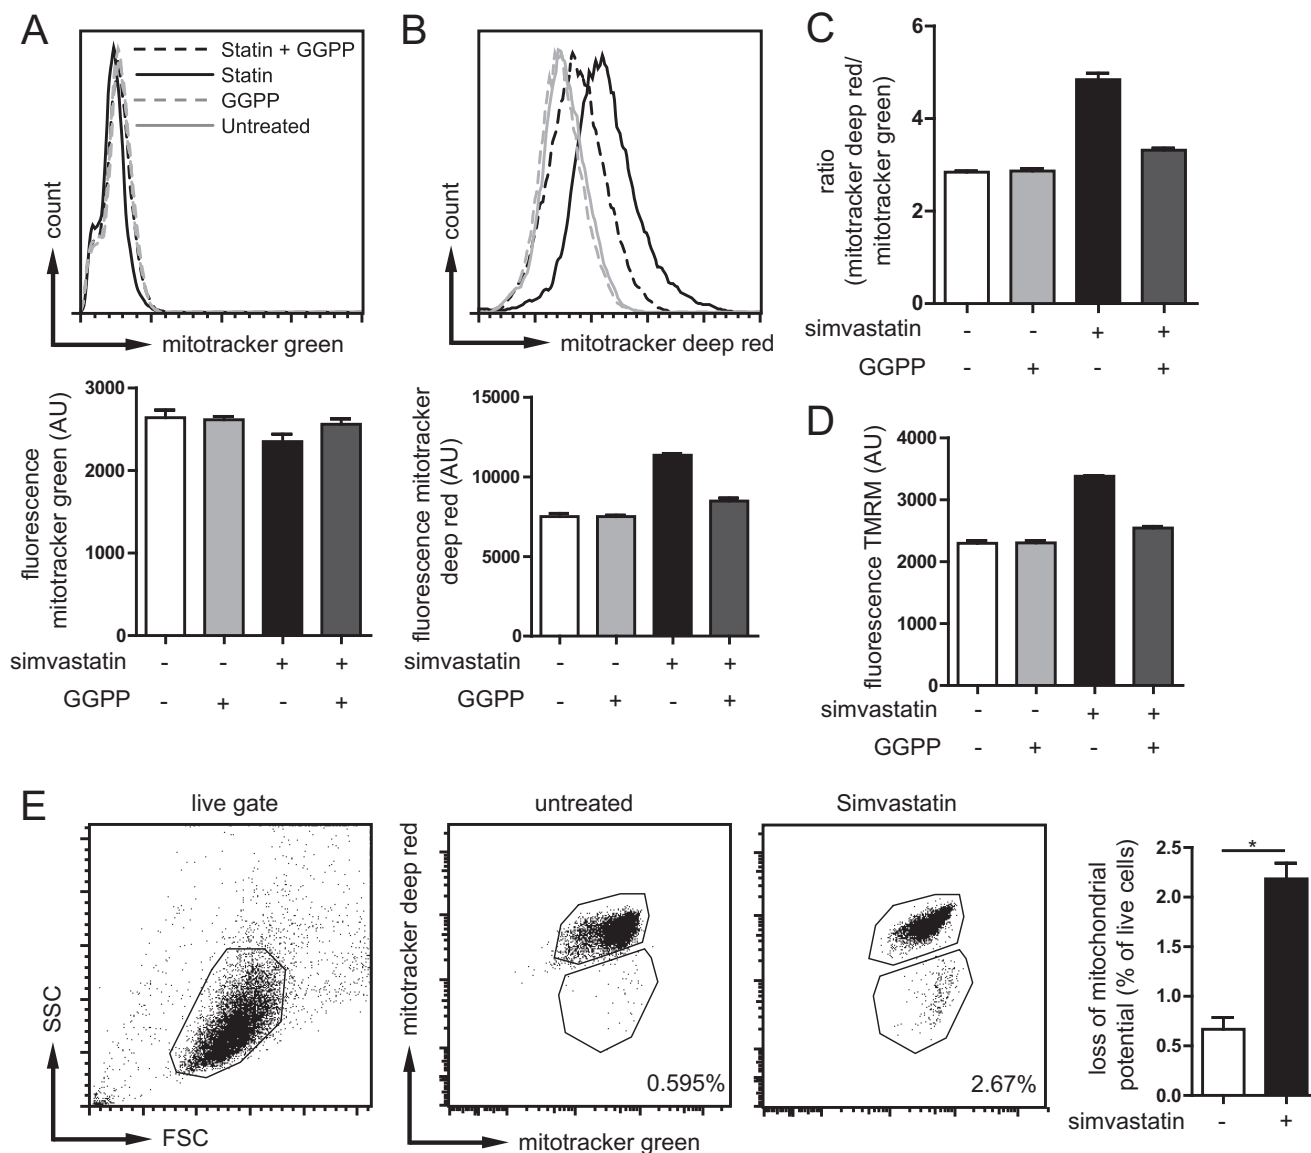 A
Statin + GGPP
Statin
GGPP
Untreated
count
mitotracker green
3000
2000
1000
0
fluorescence
mitotracker green (AU)
simvastatin - - + +
GGPP - + - +
B
count
mitotracker deep red
15000
10000
5000
0
fluorescence mitotracker
deep red (AU)
simvastatin - - + +
GGPP - + - +
C
6
4
2
0
ratio
(mitotracker deep red/
mitotracker green)
simvastatin - - + +
GGPP - + - +
D
4000
3000
2000
1000
0
fluorescence TMRM (AU)
simvastatin - - + +
GGPP - + - +
E
live gate
SSC
FSC
untreated
mitotracker deep red
0.595%
mitotracker green
Simvastatin
2.67%
*
2.5
2.0
1.5
1.0
0.5
0.0
loss of mitochondrial
potential (% of live cells)
simvastatin - +